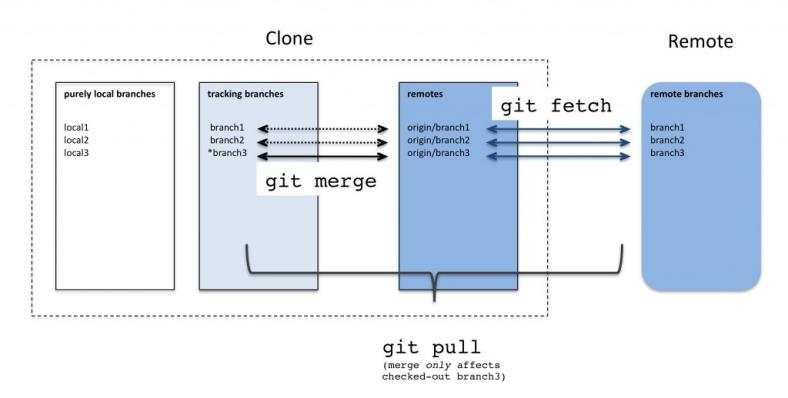 Clone
Remote
purely local branches
local1
local2
local3
tracking branches
branch1
branch2
*branch3
remotes
origin/branch1
origin/branch2
origin/branch3
remote branches
branch1
branch2
branch3
git fetch
git merge
git pull
(merge only affects
checked-out branch3)